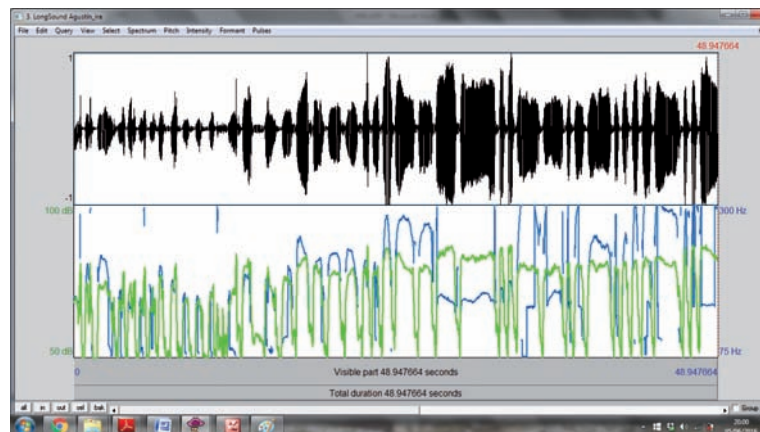 3. LongSound Agustin_ira
File Edit Query View Select Spectrum Pitch Intensity Formant Pulses
48.947664
1
-1
100 dB
300 Hz
50 dB
75 Hz
0 Visible part 48.947664 seconds 48.947664
Total duration 48.947664 seconds
all in out sel bak Group
20:00